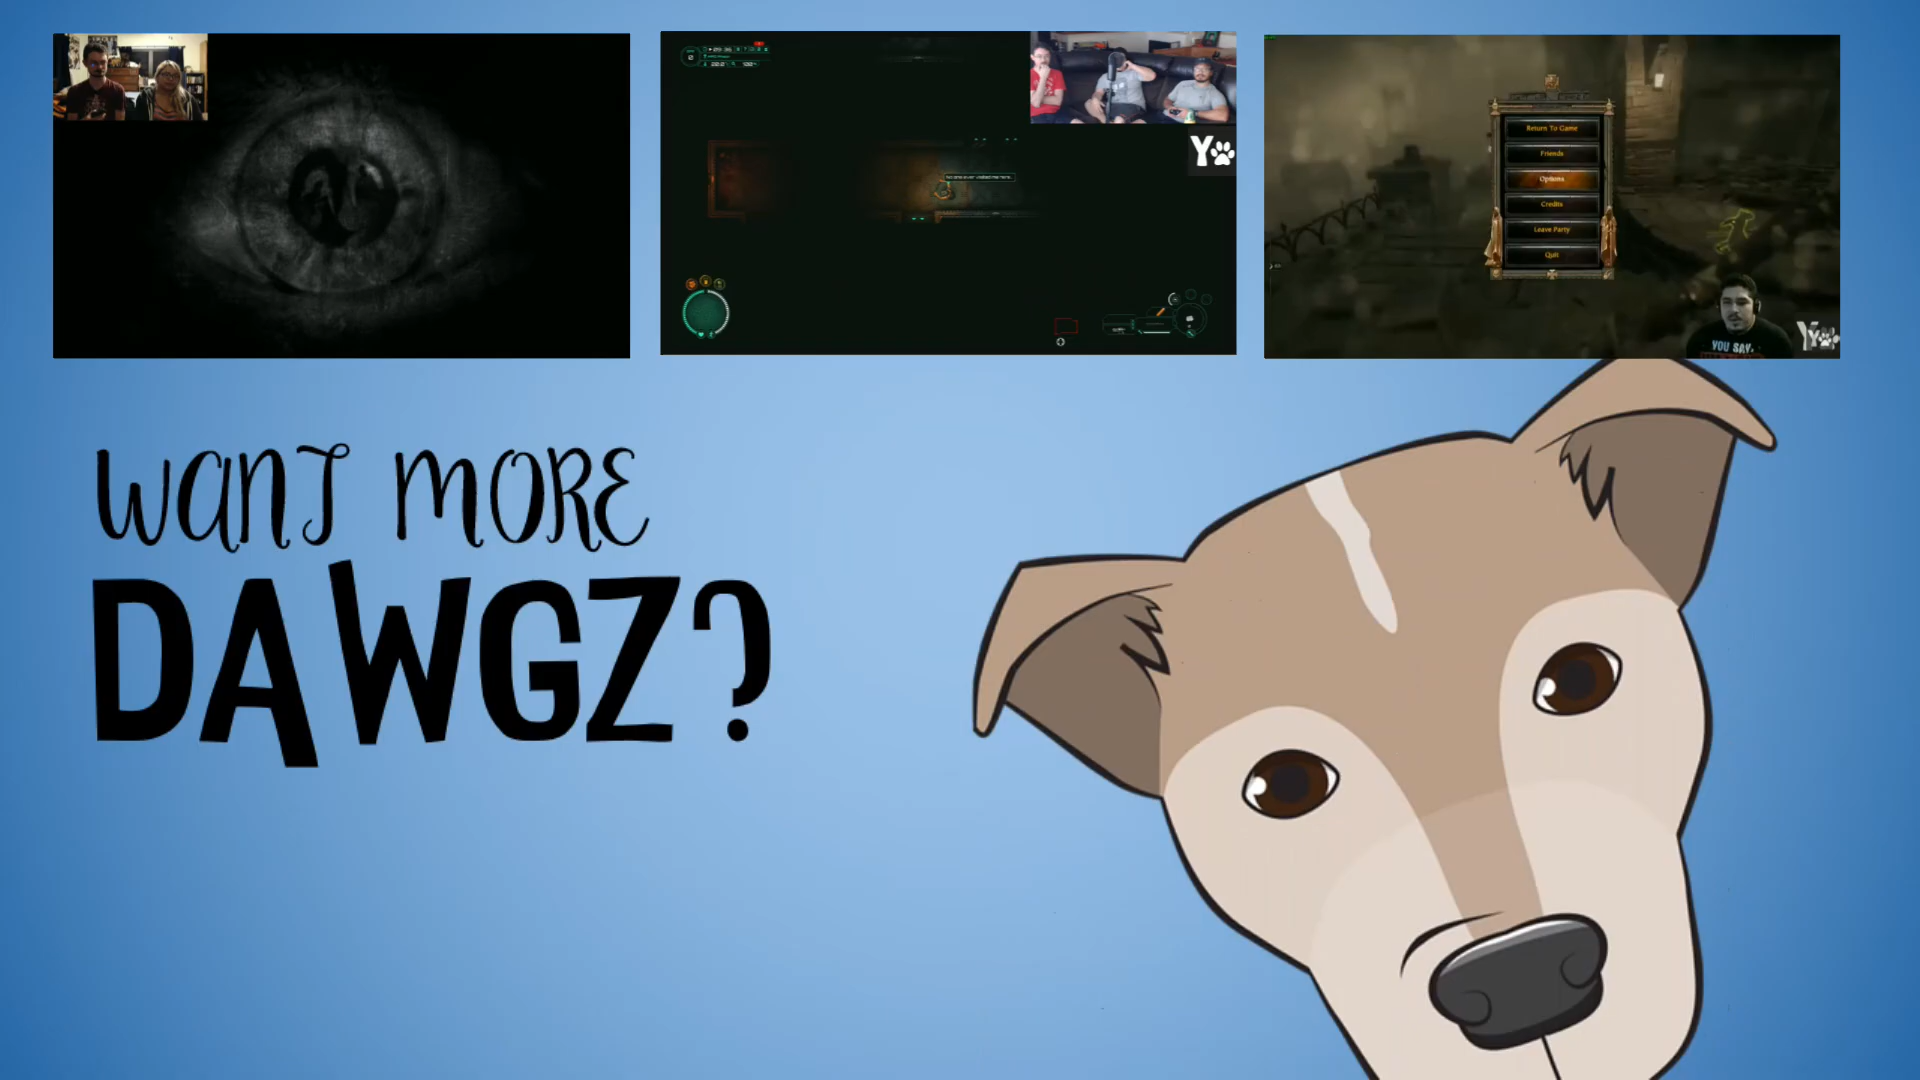 Return To Game
Friends
Options
Credits
Leave Party
Quit
YOU SAY.
WANT MORE
DAWGZ?